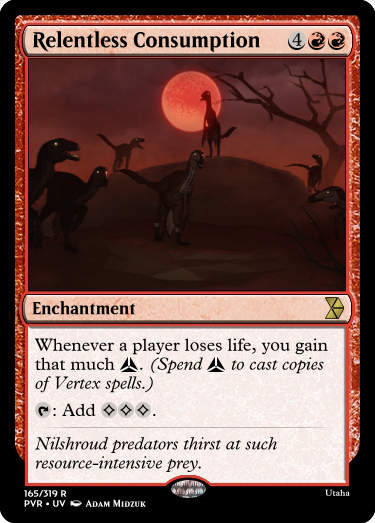 Relentless Consumption 4
Enchantment
Whenever a player loses life, you gain
that much . (Spend to cast copies
of Vertex spells.)
: Add .
Nilshroud predators thirst at such
resource-intensive prey.
165/319 R
Utaha
PVR • UV Adam Midzuk